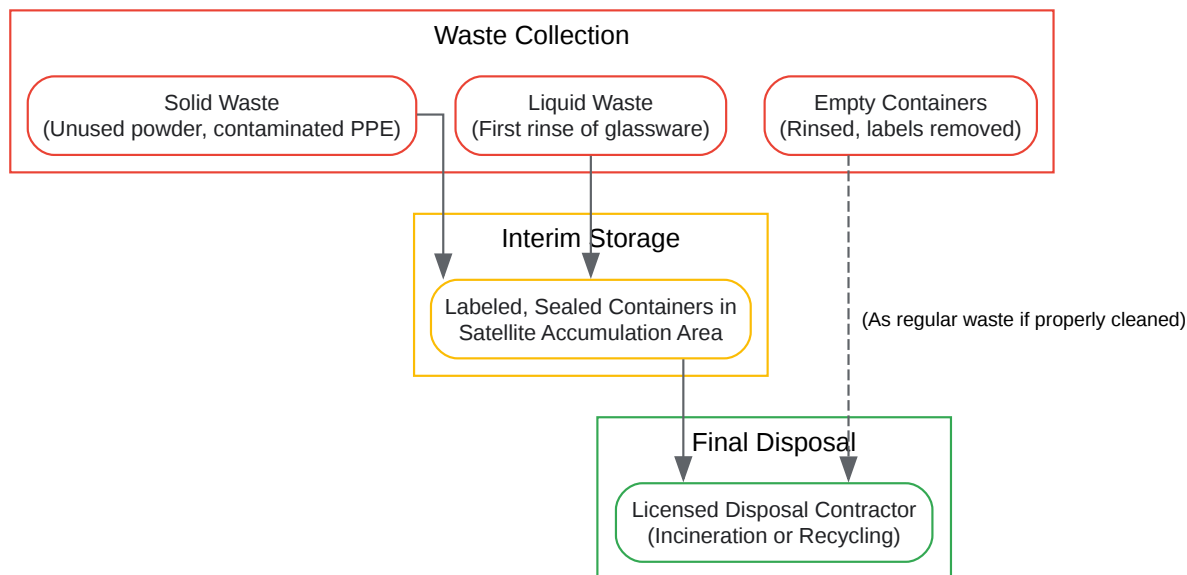 Waste Collection
Solid Waste
(Unused powder, contaminated PPE)
Liquid Waste
(First rinse of glassware)
Empty Containers
(Rinsed, labels removed)
Interim Storage
Labeled, Sealed Containers in
Satellite Accumulation Area
(As regular waste if properly cleaned)
Final Disposal
Licensed Disposal Contractor
(Incineration or Recycling)